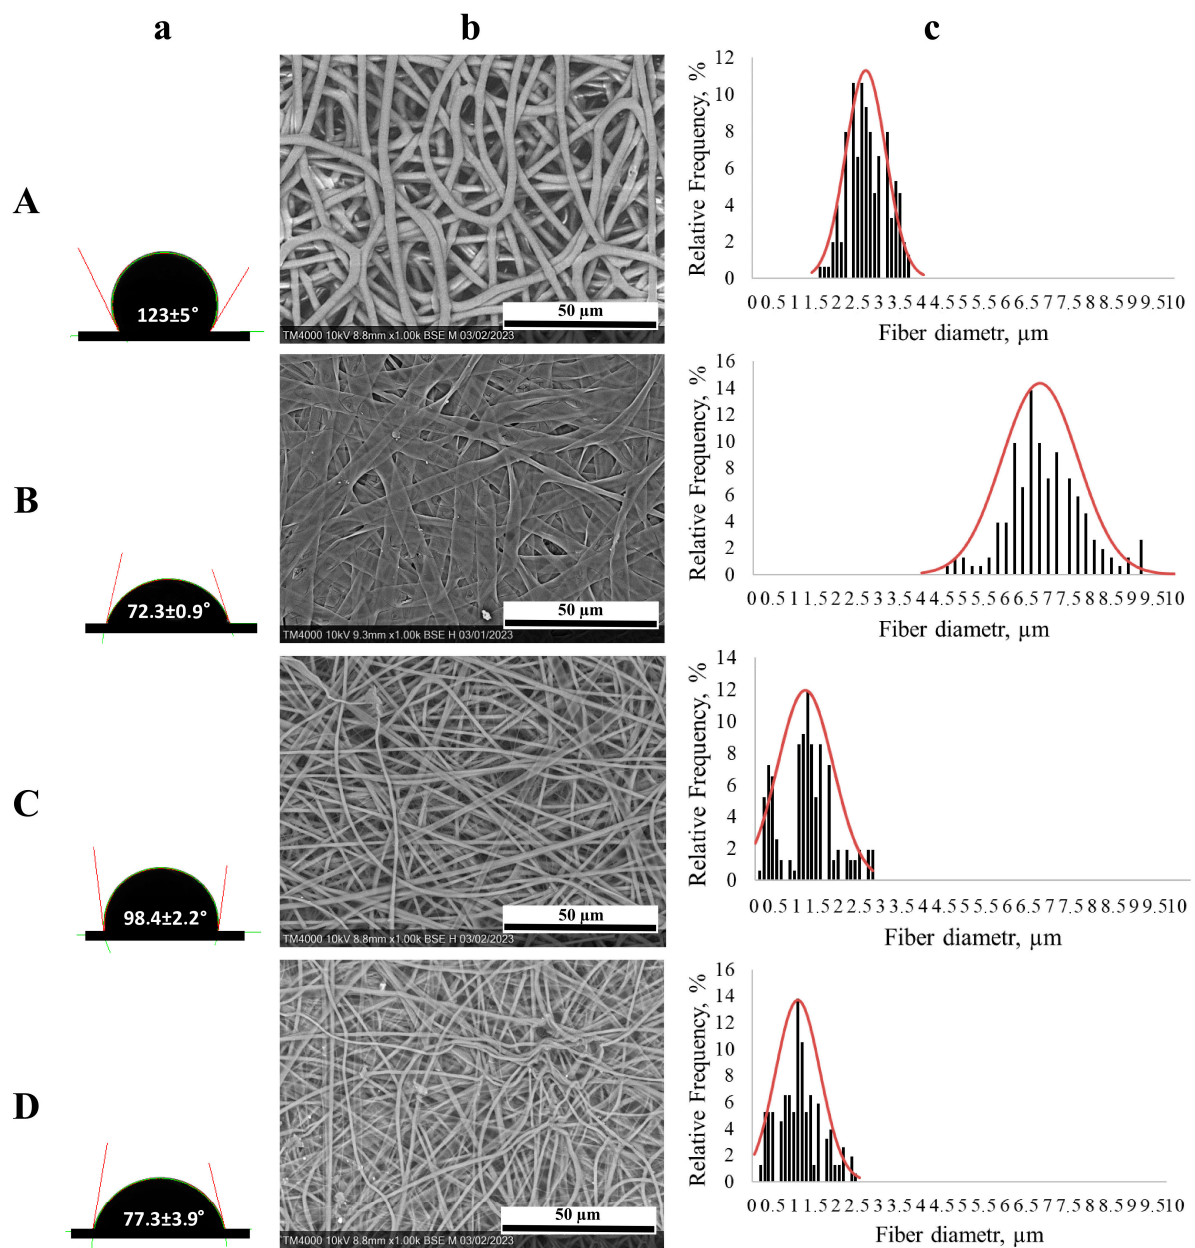 a b c
A
123±5°
50 µm
TM4000 10kV 8.8mm x1.00k BSE M 03/02/2023
Relative Frequency, %
12
10
8
6
4
2
0
0 0.5 1 1.5 2 2.5 3 3.5 4 4.5 5 5.5 6 6.5 7 7.5 8 8.5 9 9.5 10
Fiber diametr, µm
B
72.3±0.9°
50 µm
TM4000 10kV 9.3mm x1.00k BSE H 03/01/2023
Relative Frequency, %
16
14
12
10
8
6
4
2
0
0 0.5 1 1.5 2 2.5 3 3.5 4 4.5 5 5.5 6 6.5 7 7.5 8 8.5 9 9.5 10
Fiber diametr, µm
C
98.4±2.2°
50 µm
TM4000 10kV 8.8mm x1.00k BSE H 03/02/2023
Relative Frequency, %
14
12
10
8
6
4
2
0
0 0.5 1 1.5 2 2.5 3 3.5 4 4.5 5 5.5 6 6.5 7 7.5 8 8.5 9 9.5 10
Fiber diametr, µm
D
77.3±3.9°
50 µm
TM4000 10kV 8.8mm x1.00k BSE M 03/02/2023
Relative Frequency, %
16
14
12
10
8
6
4
2
0
0 0.5 1 1.5 2 2.5 3 3.5 4 4.5 5 5.5 6 6.5 7 7.5 8 8.5 9 9.5 10
Fiber diametr, µm